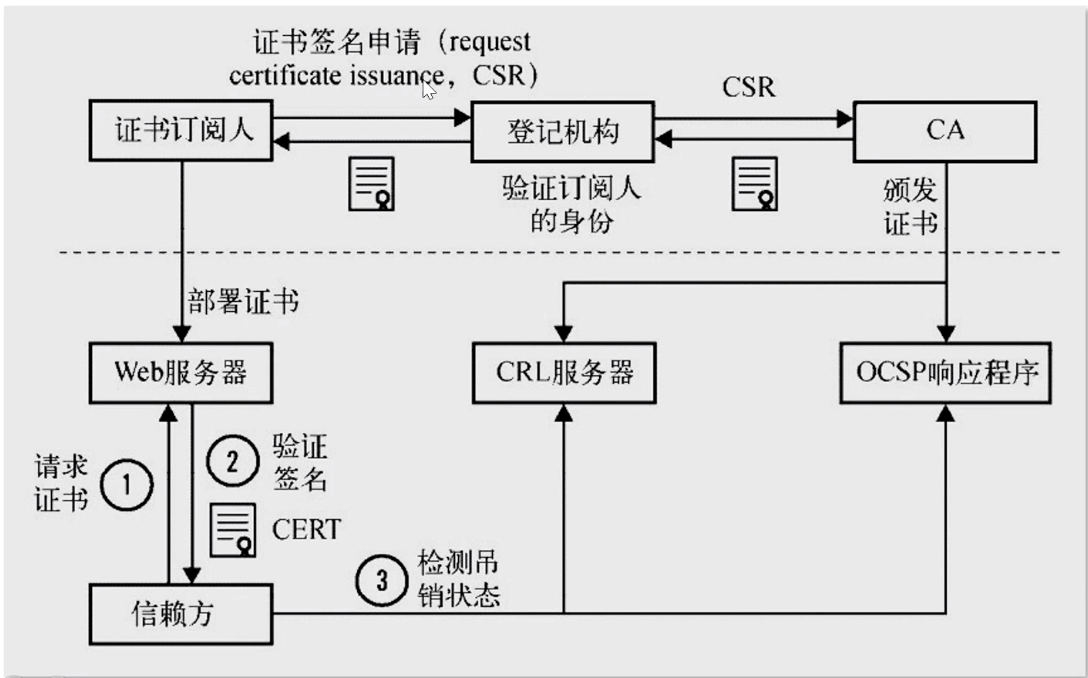 证书签名申请（request
certificate issuance，CSR）
CSR
证书订阅人
登记机构
CA
验证订阅人
的身份
颁发
证书
部署证书
Web服务器
CRL服务器
OCSP响应程序
请求
证书
1
2
验证
签名
CERT
3
检测吊
销状态
信赖方